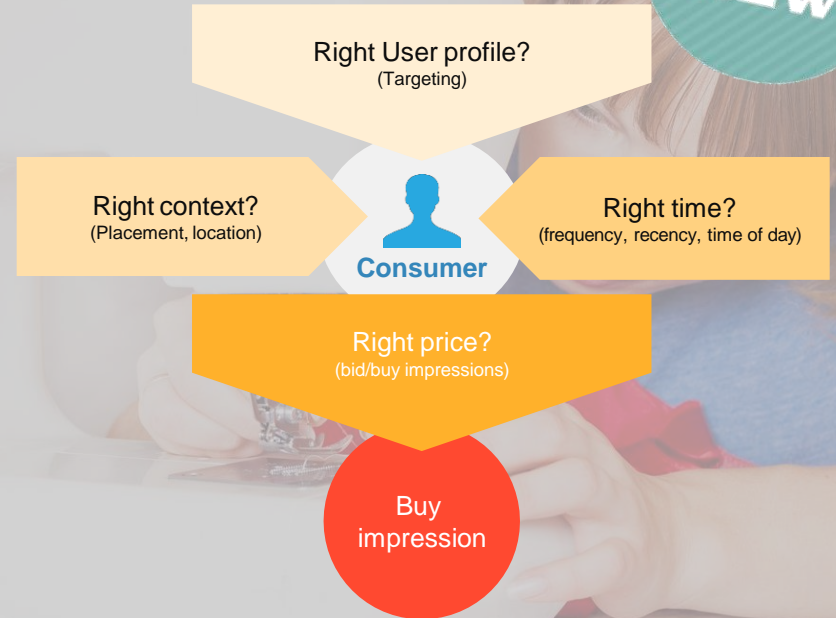 Right User profile?
(Targeting)
Right context?
(Placement, location)
Right time?
(frequency, recency, time of day)
Consumer
Right price?
(bid/buy impressions)
Buy
impression